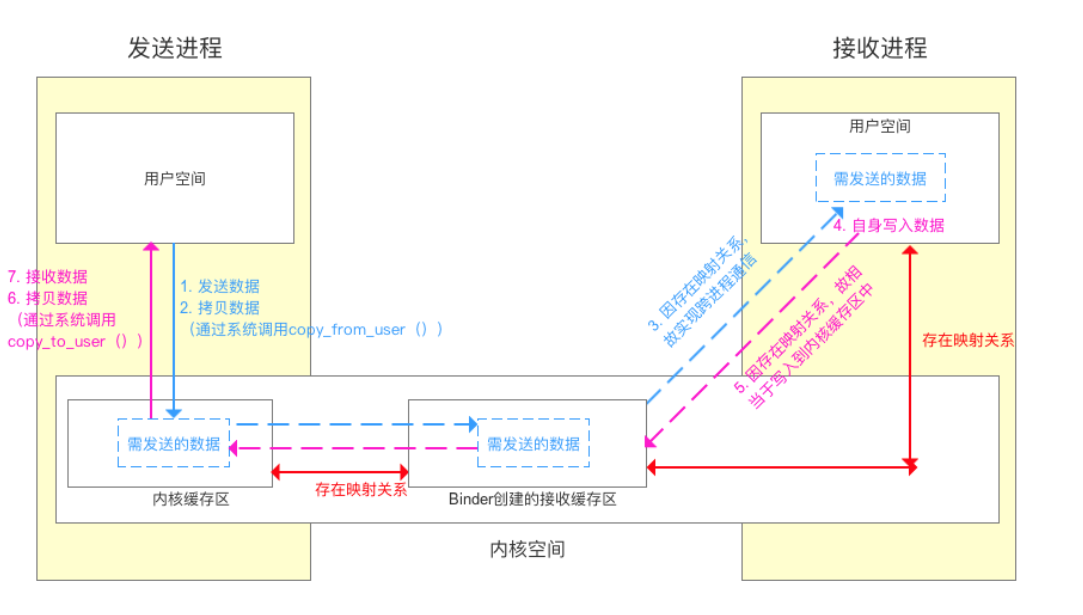 发送进程
接收进程
用户空间
用户空间
需发送的数据
4. 自身写入数据
7. 接收数据
6. 拷贝数据
（通过系统调用
copy_to_user（））
1. 发送数据
2. 拷贝数据
（通过系统调用copy_from_user（））
3. 因存在映射关系，
故实现跨进程通信
5. 因存在映射关系，故相
当于写入到内核缓存区中
存在映射关系
需发送的数据
需发送的数据
存在映射关系
内核缓存区
Binder创建的接收缓存区
内核空间